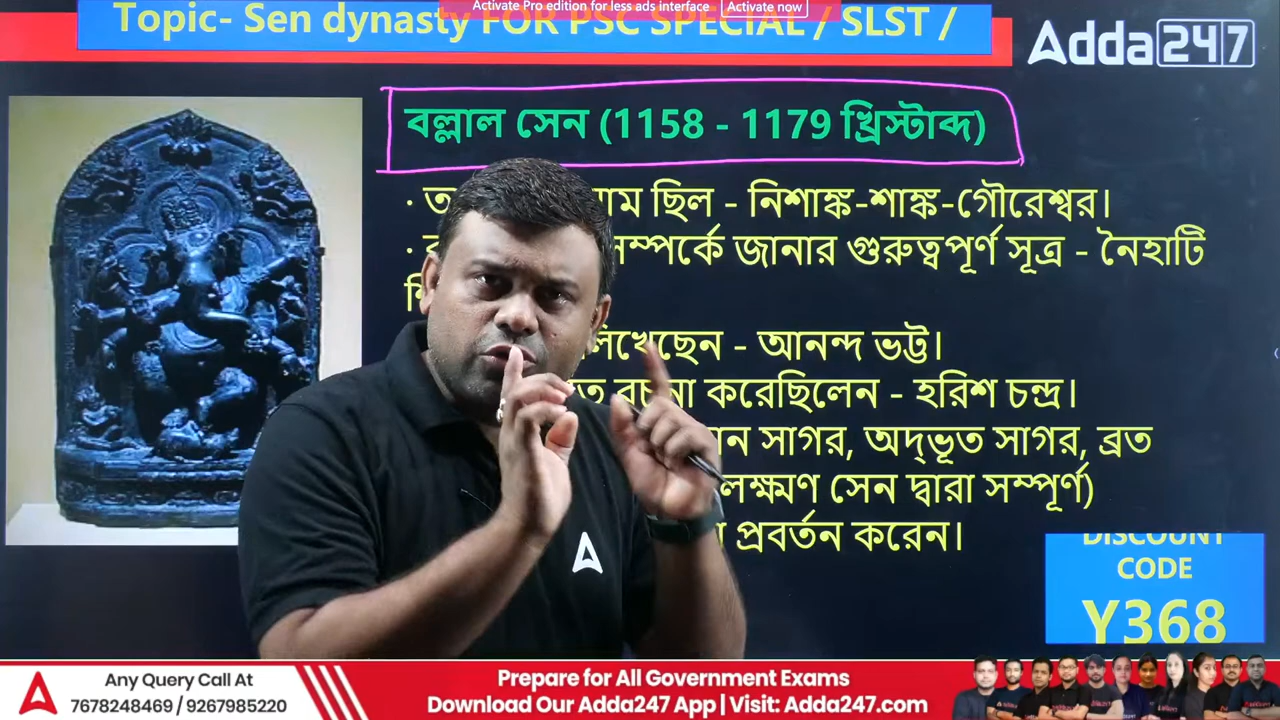 Activate Pro edition for less ads interface Activate now
Topic- Sen dynasty FOR PSC SPECIAL / SLST /
Adda247
বল্লাল সেন (1158 - 1179 খ্রিস্টাব্দ)
ছিল - নিশাঙ্ক-শাঙ্ক-গৌরেশ্বর।
সম্পর্কে জানার গুরুত্বপূর্ণ সূত্র - নৈহাটি
লিখেছেন - আনন্দ ভট্ট।
রচনা করেছিলেন - হরিশ চন্দ্র।
সাগর, অদ্ভূত সাগর, ব্রত
লক্ষ্মণ সেন দ্বারা সম্পূর্ণ)
প্রবর্তন করেন।
DISCOUNT
CODE
Y368
Any Query Call At
7678248469 / 9267985220
Prepare for All Government Exams
Download Our Adda247 App | Visit: Adda247.com